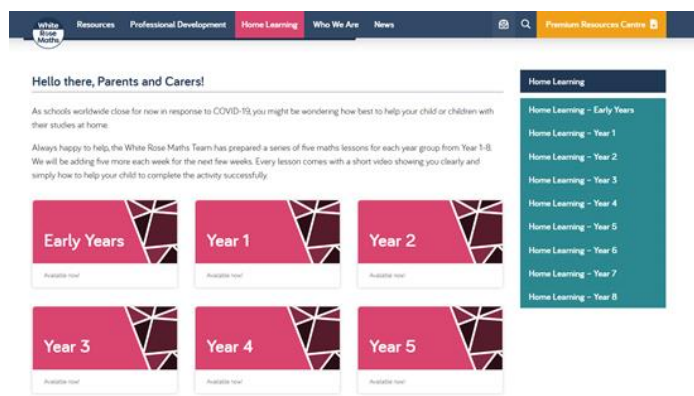 White Rose Maths
Resources
Professional Development
Home Learning
Who We Are
News
Premium Resources Centre
Hello there, Parents and Carers!
As schools worldwide close for now in response to COVID-19, you might be wondering how best to help your child or children with
their studies at home.
Always happy to help, the White Rose Maths Team has prepared a series of five maths lessons for each year group from Year 1-8.
We will be adding five more each week for the next few weeks. Every lesson comes with a short video showing you clearly and
simply how to help your child to complete the activity successfully.
Early Years
Available now!
Year 1
Available now!
Year 2
Available now!
Year 3
Available now!
Year 4
Available now!
Year 5
Available now!
Home Learning
Home Learning – Early Years
Home Learning – Year 1
Home Learning – Year 2
Home Learning – Year 3
Home Learning – Year 4
Home Learning – Year 5
Home Learning – Year 6
Home Learning – Year 7
Home Learning – Year 8